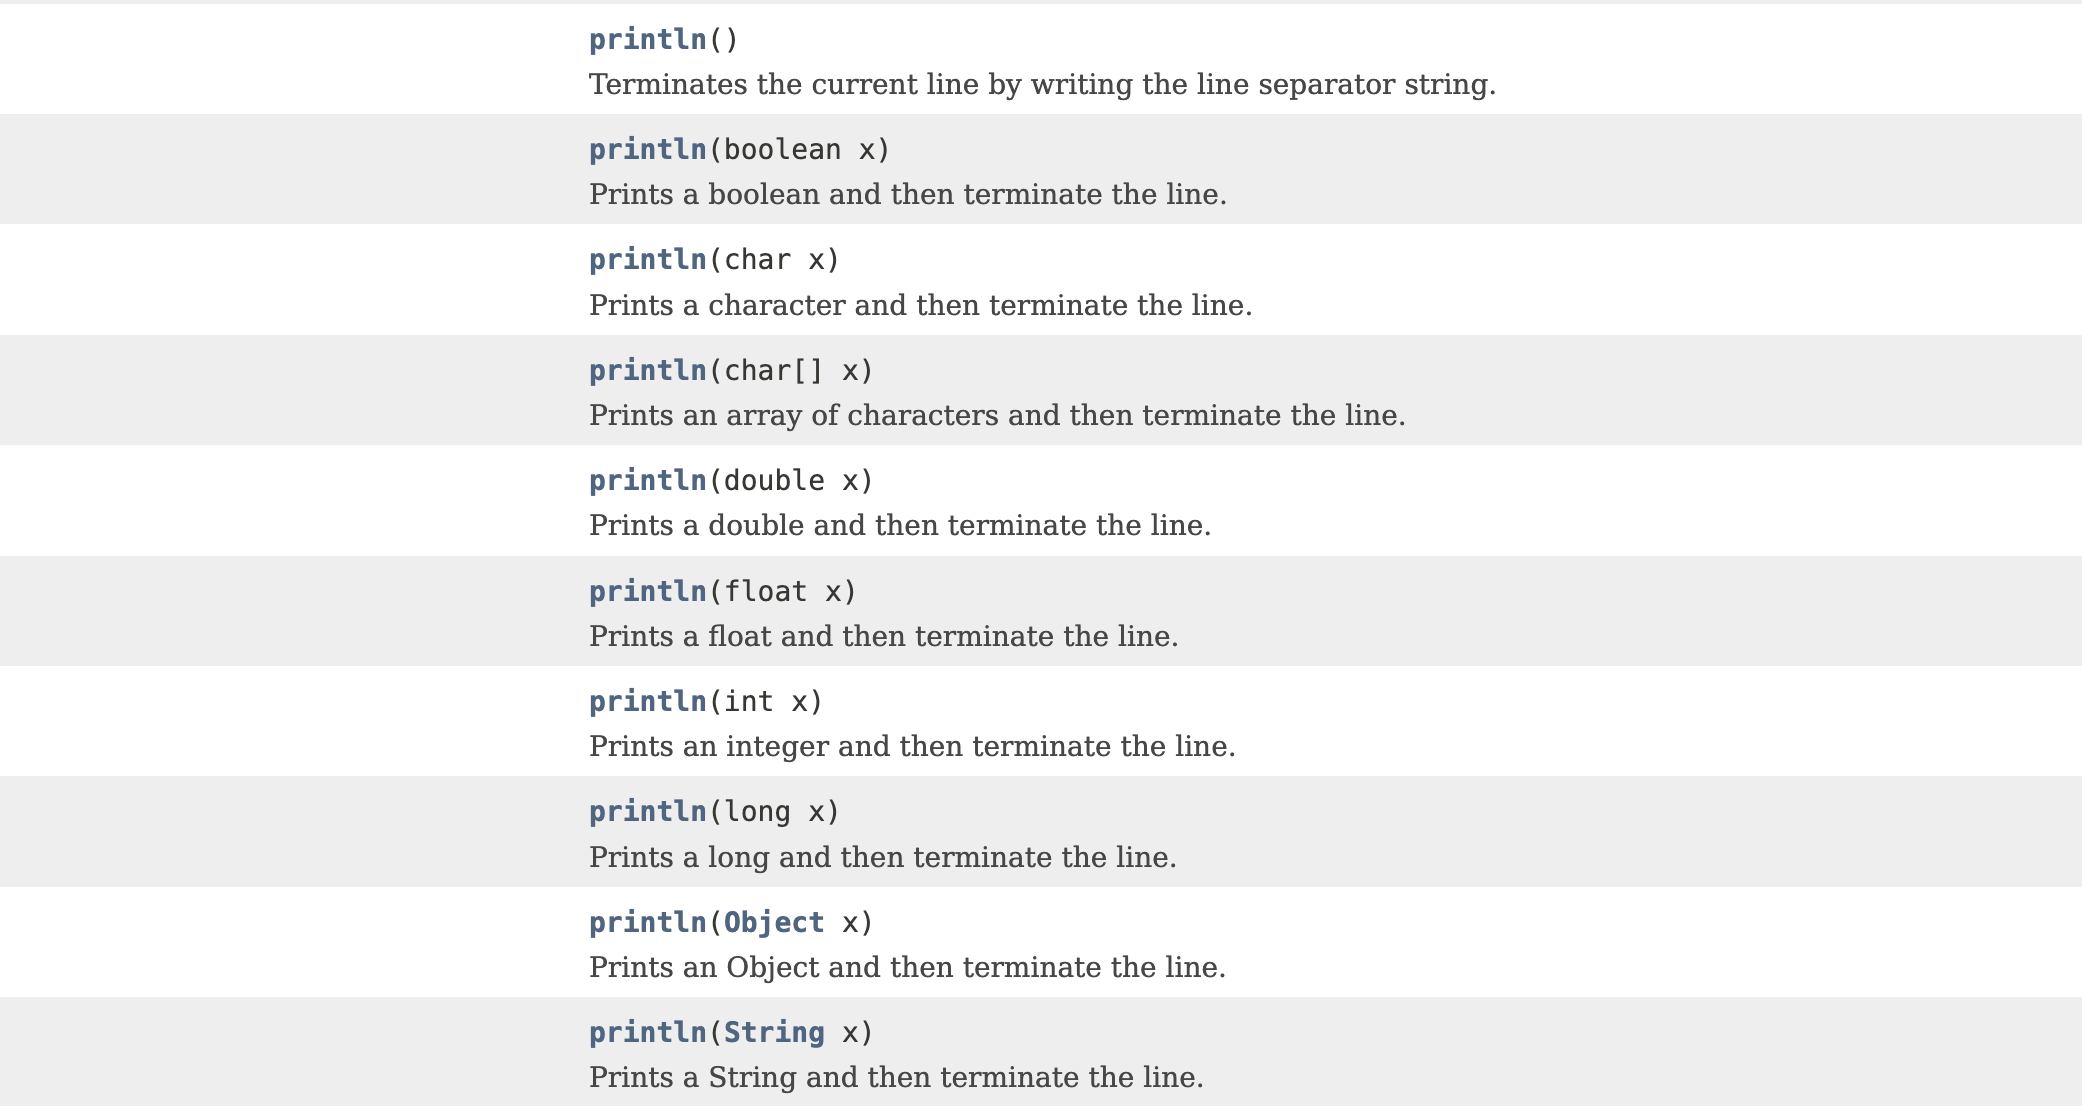 println()
Terminates the current line by writing the line separator string.
println(boolean x)
Prints a boolean and then terminate the line.
println(char x)
Prints a character and then terminate the line.
println(char[] x)
Prints an array of characters and then terminate the line.
println(double x)
Prints a double and then terminate the line.
println(float x)
Prints a float and then terminate the line.
println(int x)
Prints an integer and then terminate the line.
println(long x)
Prints a long and then terminate the line.
println(Object x)
Prints an Object and then terminate the line.
println(String x)
Prints a String and then terminate the line.